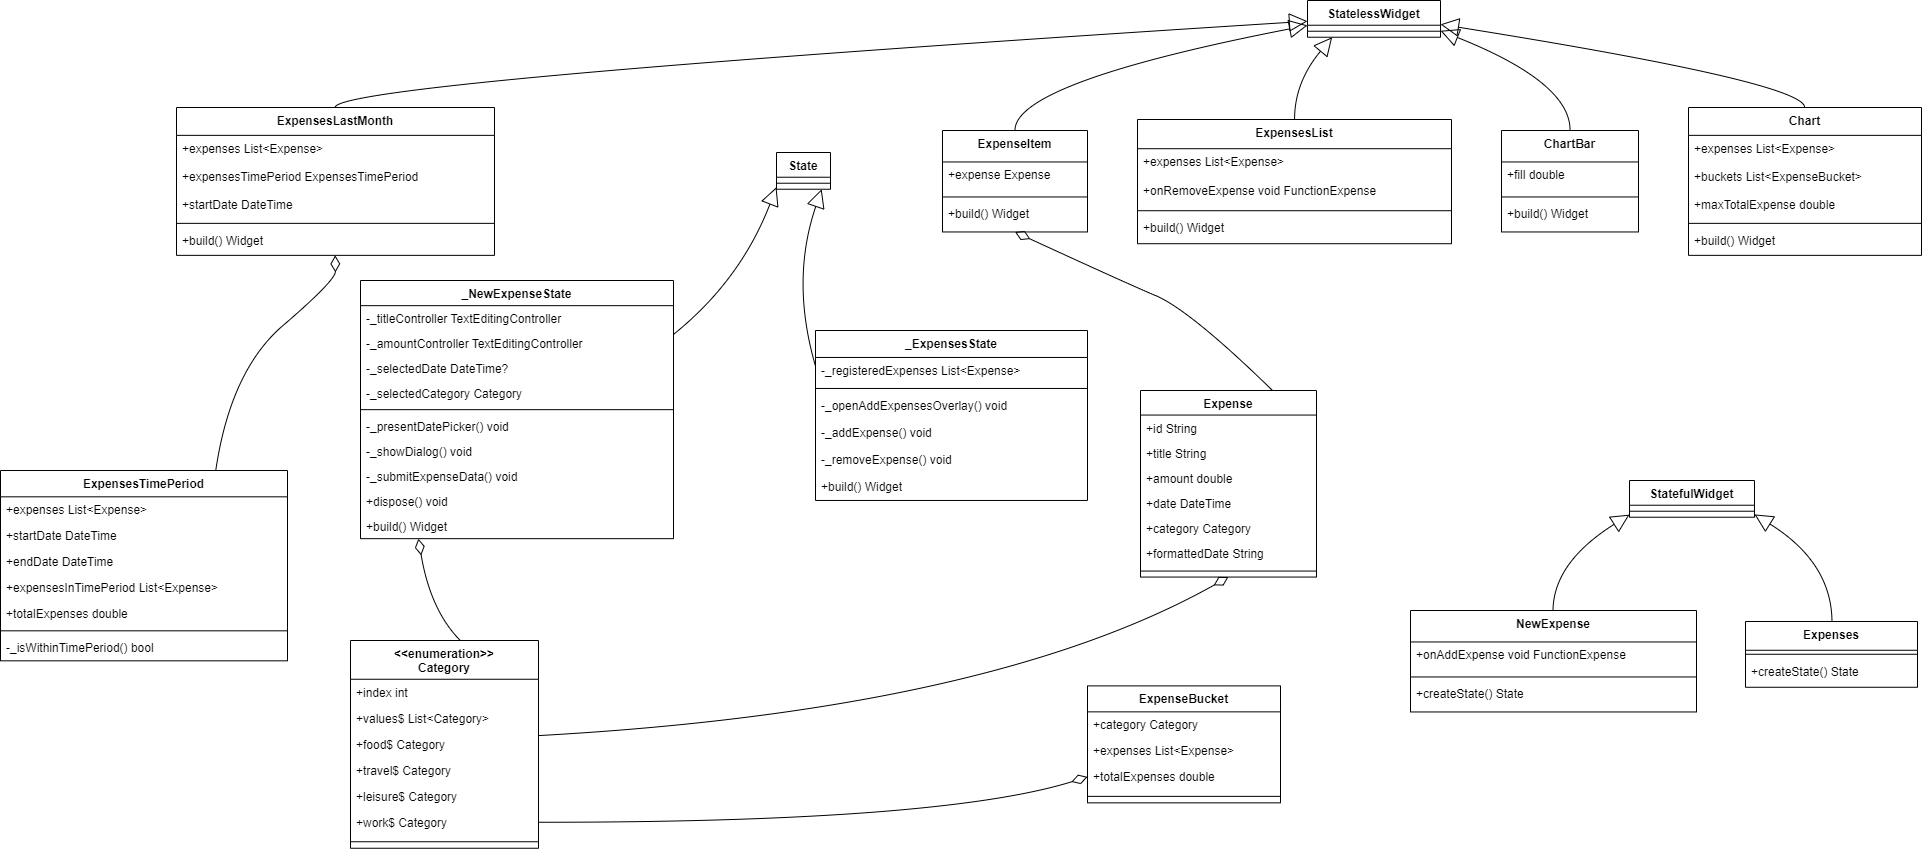 StatelessWidget
ExpensesLastMonth
+expenses List<Expense>
+expensesTimePeriod ExpensesTimePeriod
+startDate DateTime
+build() Widget
State
ExpenseItem
+expense Expense
+build() Widget
ExpensesList
+expenses List<Expense>
+onRemoveExpense void FunctionExpense
+build() Widget
ChartBar
+fill double
+build() Widget
Chart
+expenses List<Expense>
+buckets List<ExpenseBucket>
+maxTotalExpense double
+build() Widget
_NewExpenseState
-_titleController TextEditingController
-_amountController TextEditingController
-_selectedDate DateTime?
-_selectedCategory Category
-_presentDatePicker() void
-_showDialog() void
-_submitExpenseData() void
+dispose() void
+build() Widget
_ExpensesState
-_registeredExpenses List<Expense>
-_openAddExpensesOverlay() void
-_addExpense() void
-_removeExpense() void
+build() Widget
Expense
+id String
+title String
+amount double
+date DateTime
+category Category
+formattedDate String
ExpensesTimePeriod
+expenses List<Expense>
+startDate DateTime
+endDate DateTime
+expensesInTimePeriod List<Expense>
+totalExpenses double
-_isWithinTimePeriod() bool
StatefulWidget
NewExpense
+onAddExpense void FunctionExpense
+createState() State
Expenses
+createState() State
<<enumeration>>
Category
+index int
+values$ List<Category>
+food$ Category
+travel$ Category
+leisure$ Category
+work$ Category
ExpenseBucket
+category Category
+expenses List<Expense>
+totalExpenses double